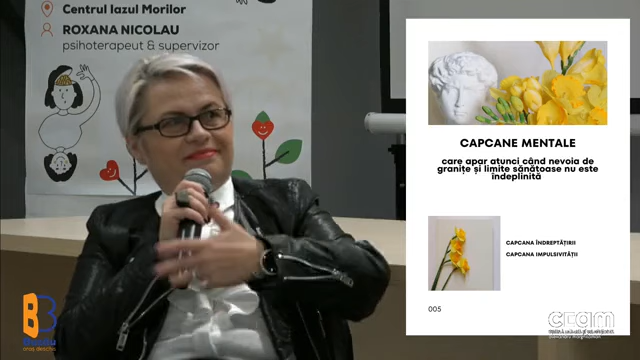 Centrul Iazul Morilor
ROXANA NICOLAU
psihoterapeut & supervizor
CAPCANE MENTALE
care apar atunci când nevoia de
granițe și limite sănătoase nu este
îndeplinită
CAPCANA ÎNDREPTĂȚIRII
CAPCANA IMPULSIVITĂȚII
005